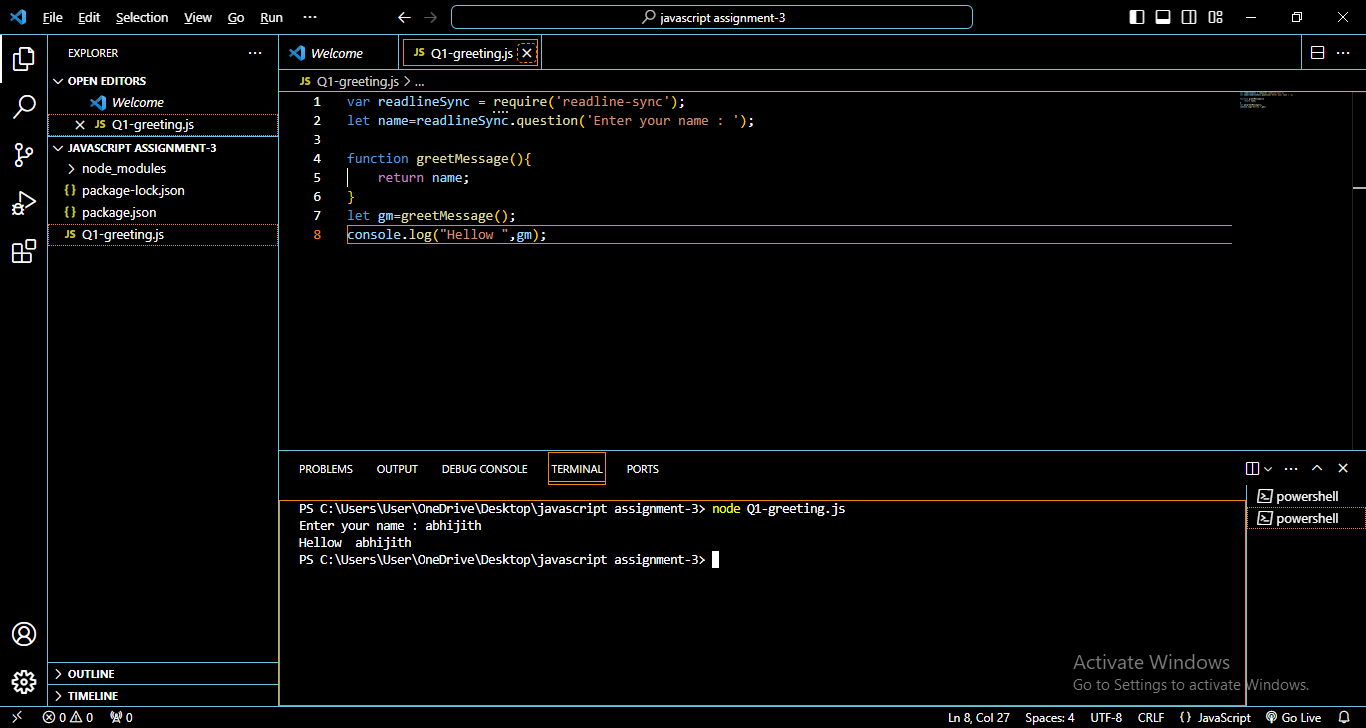 File Edit Selection View Go Run ··· javascript assignment-3
EXPLORER ···
OPEN EDITORS
Welcome
JS Q1-greeting.js
JAVASCRIPT ASSIGNMENT-3
node_modules
{} package-lock.json
{} package.json
JS Q1-greeting.js
OUTLINE
TIMELINE
Welcome JS Q1-greeting.js
JS Q1-greeting.js > ...
1 var readlineSync = require('readline-sync');
2 let name=readlineSync.question('Enter your name : ');
3
4 function greetMessage(){
5 return name;
6 }
7 let gm=greetMessage();
8 console.log("Hellow ",gm);
PROBLEMS OUTPUT DEBUG CONSOLE TERMINAL PORTS
PS C:\Users\User\OneDrive\Desktop\javascript assignment-3> node Q1-greeting.js
Enter your name : abhijith
Hellow  abhijith
PS C:\Users\User\OneDrive\Desktop\javascript assignment-3>
powershell
powershell
Activate Windows
Go to Settings to activate Windows.
0 0 0 Ln 8, Col 27 Spaces: 4 UTF-8 CRLF {} JavaScript Go Live